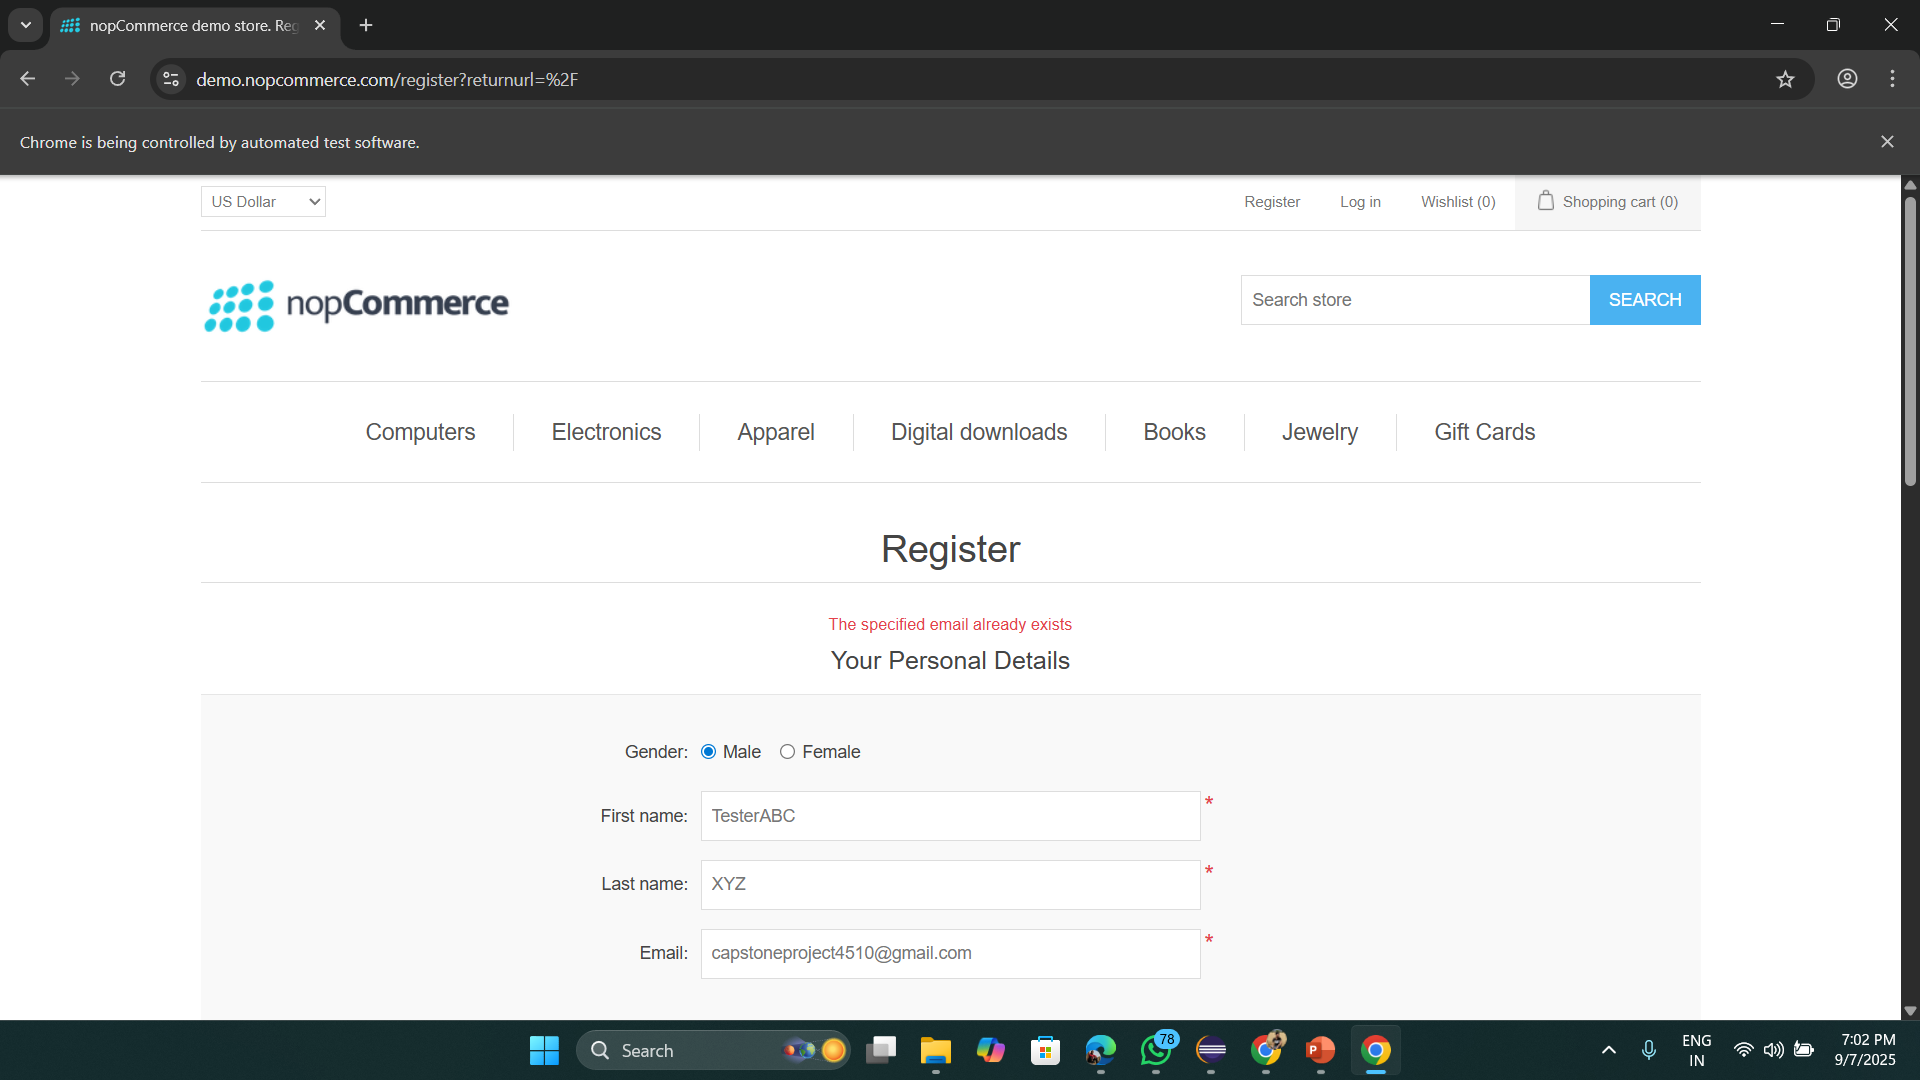 nopCommerce demo store. Reg
demo.nopcommerce.com/register?returnurl=%2F
Chrome is being controlled by automated test software.
US Dollar
Register
Log in
Wishlist (0)
Shopping cart (0)
nopCommerce
Search store
SEARCH
Computers
Electronics
Apparel
Digital downloads
Books
Jewelry
Gift Cards
Register
The specified email already exists
Your Personal Details
Gender: Male Female
First name: TesterABC *
Last name: XYZ *
Email: capstoneproject4510@gmail.com *
Search
78
P
ENG
IN
7:02 PM
9/7/2025